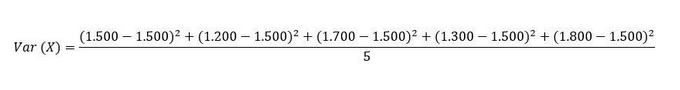 Var (X) = \frac{(1.500 − 1.500)² + (1.200 − 1.500)² + (1.700 − 1.500)² + (1.300 − 1.500)² + (1.800 − 1.500)²}{5}